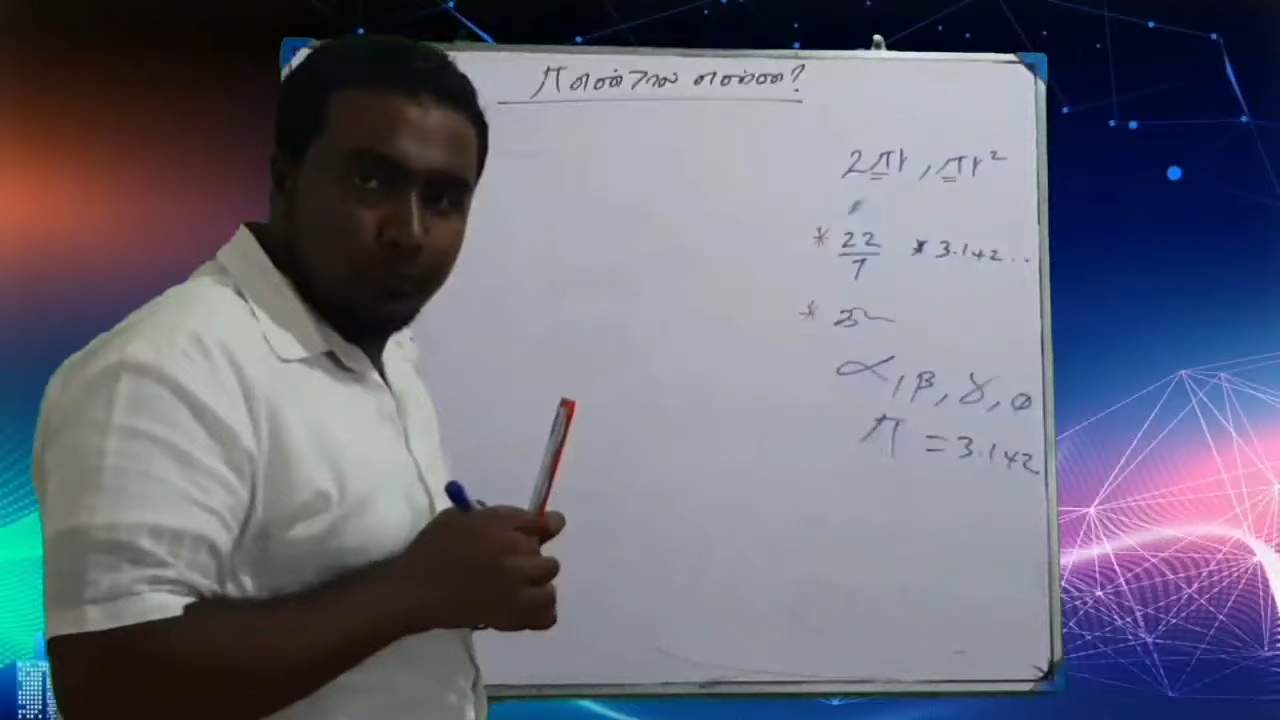 π என்றால் என்ன?
2πr, πr²
* 22/7 * 3.142..
*
α, β, γ, φ
π = 3.142